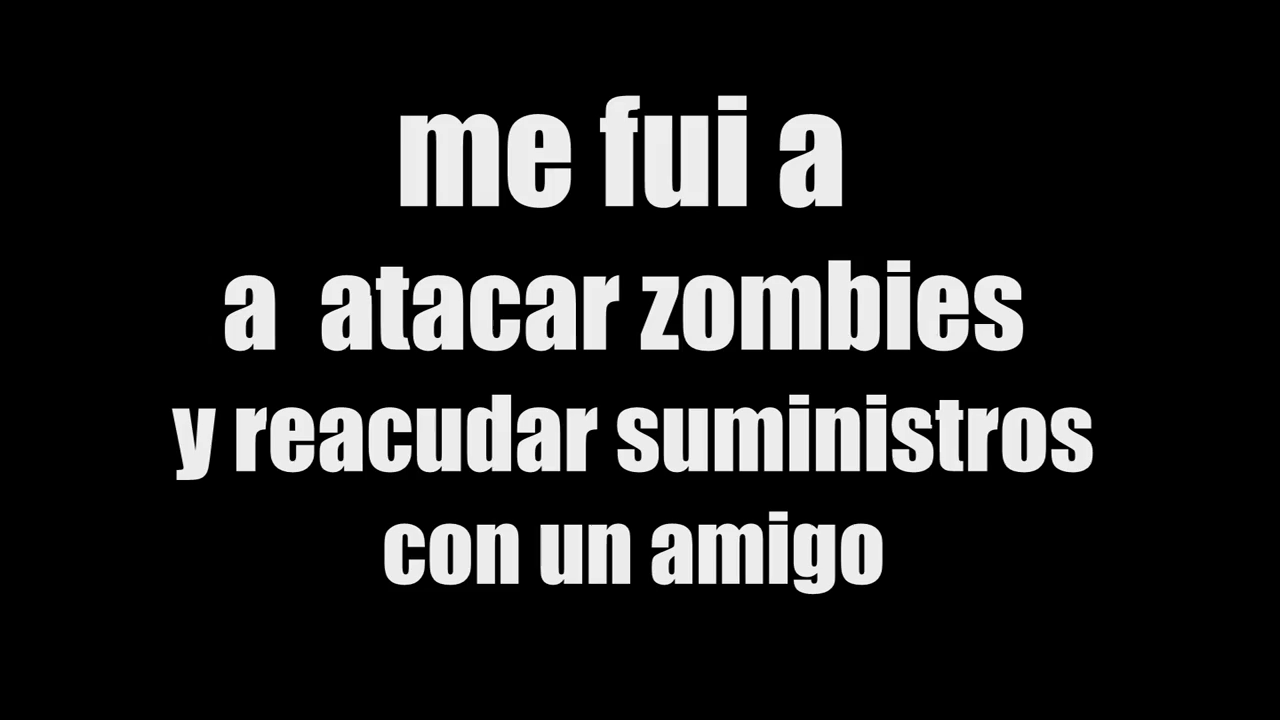 me fui a
a atacar zombies
y reacudar suministros
con un amigo